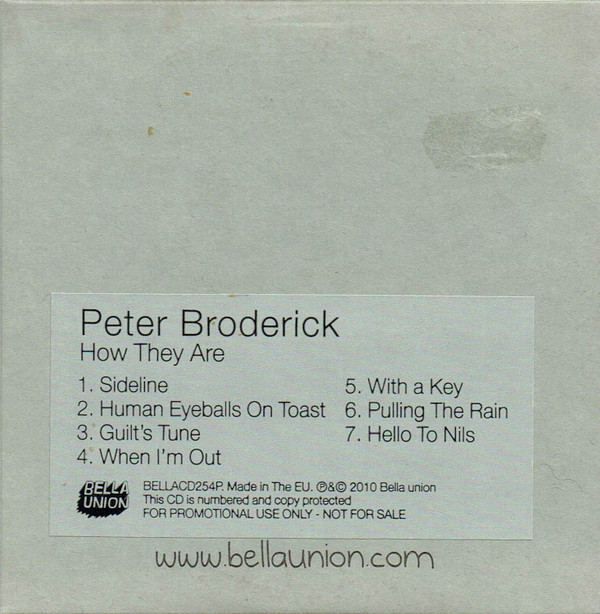 Peter Broderick
How They Are
1. Sideline
2. Human Eyeballs On Toast
3. Guilt's Tune
4. When I'm Out
5. With a Key
6. Pulling The Rain
7. Hello To Nils
BELLA
UNION
BELLACD254P. Made in The EU. ℗&© 2010 Bella union
This CD is numbered and copy protected
FOR PROMOTIONAL USE ONLY - NOT FOR SALE
www.bellaunion.com